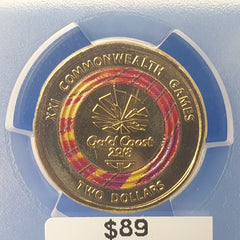 XXI COMMONWEALTH GAMES
Gold Coast
2018
TWO DOLLARS
$89